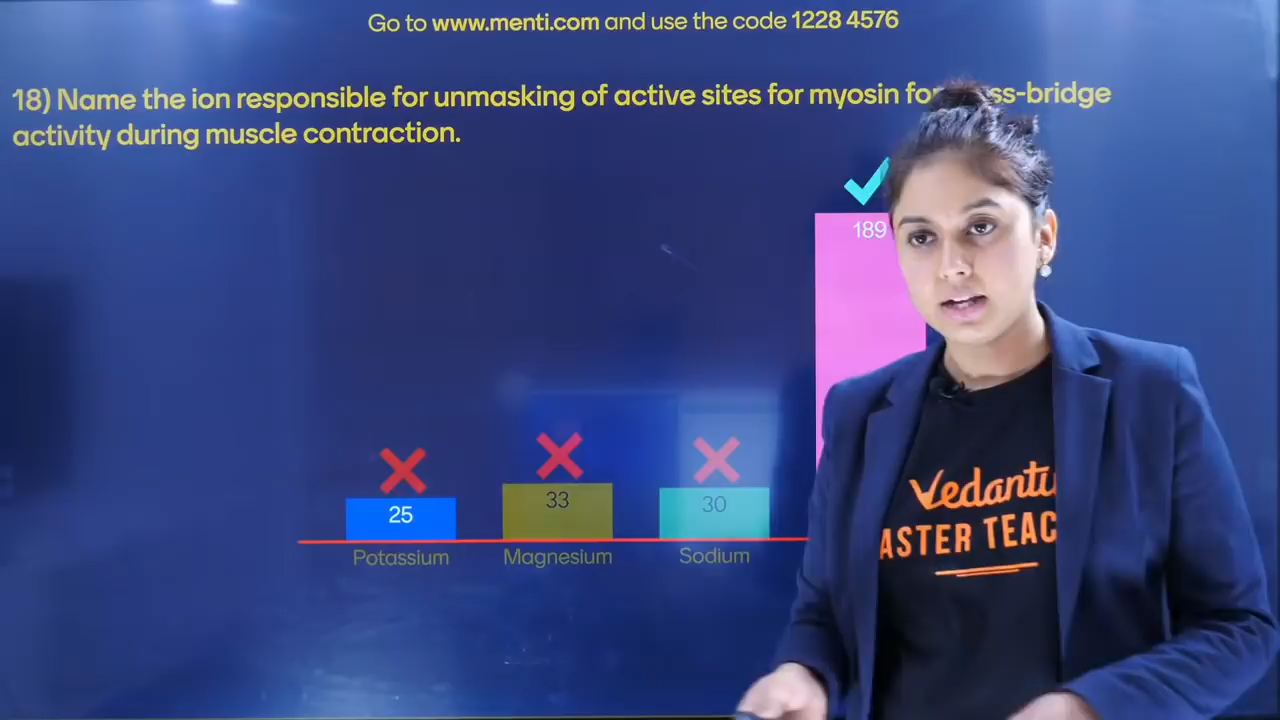 Go to www.menti.com and use the code 1228 4576
18) Name the ion responsible for unmasking of active sites for myosin for ss-bridge
activity during muscle contraction.
189
25
33
30
Potassium Magnesium Sodium
Vedantu
ASTER TEAC